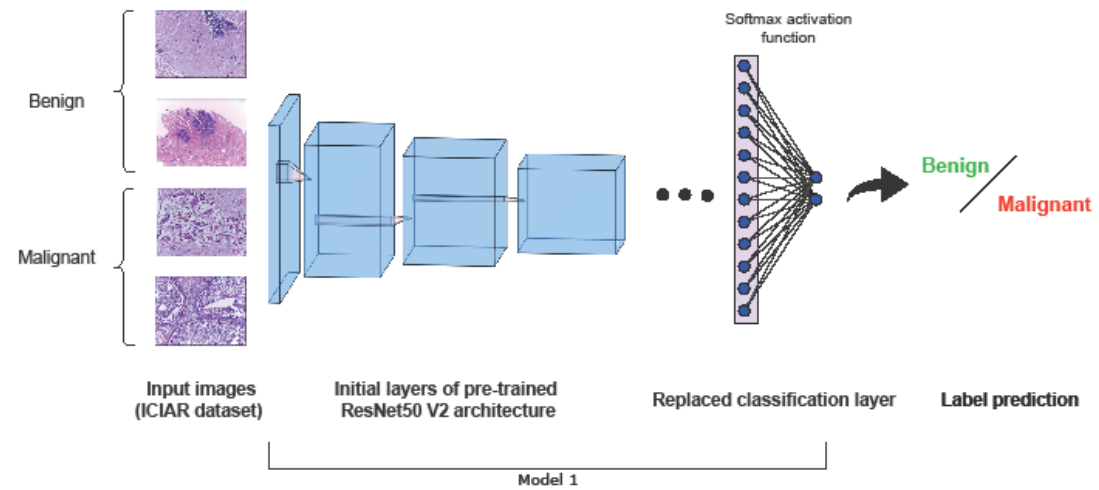 Softmax activation
function
Benign
Malignant
Benign
Malignant
Input images
(ICIAR dataset)
Initial layers of pre-trained
ResNet50 V2 architecture
Replaced classification layer
Label prediction
Model 1